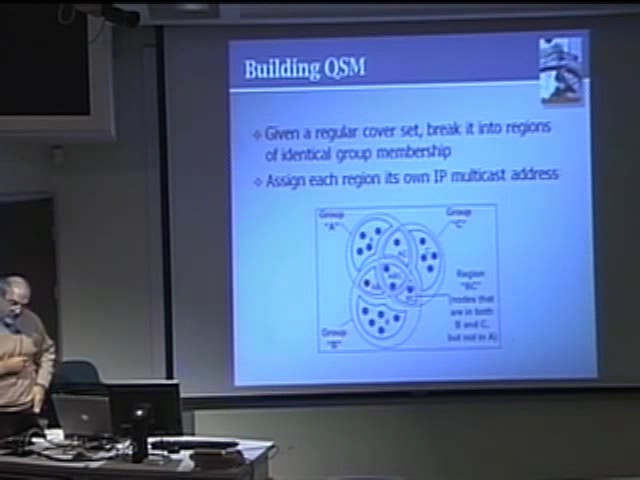 Building QSM
Given a regular cover set, break it into regions
of identical group membership
Assign each region its own IP multicast address
Group
"A"
Group
"C"
Region
"BC"
(nodes that
are in both
B and C,
but not in A)
Group
"B"